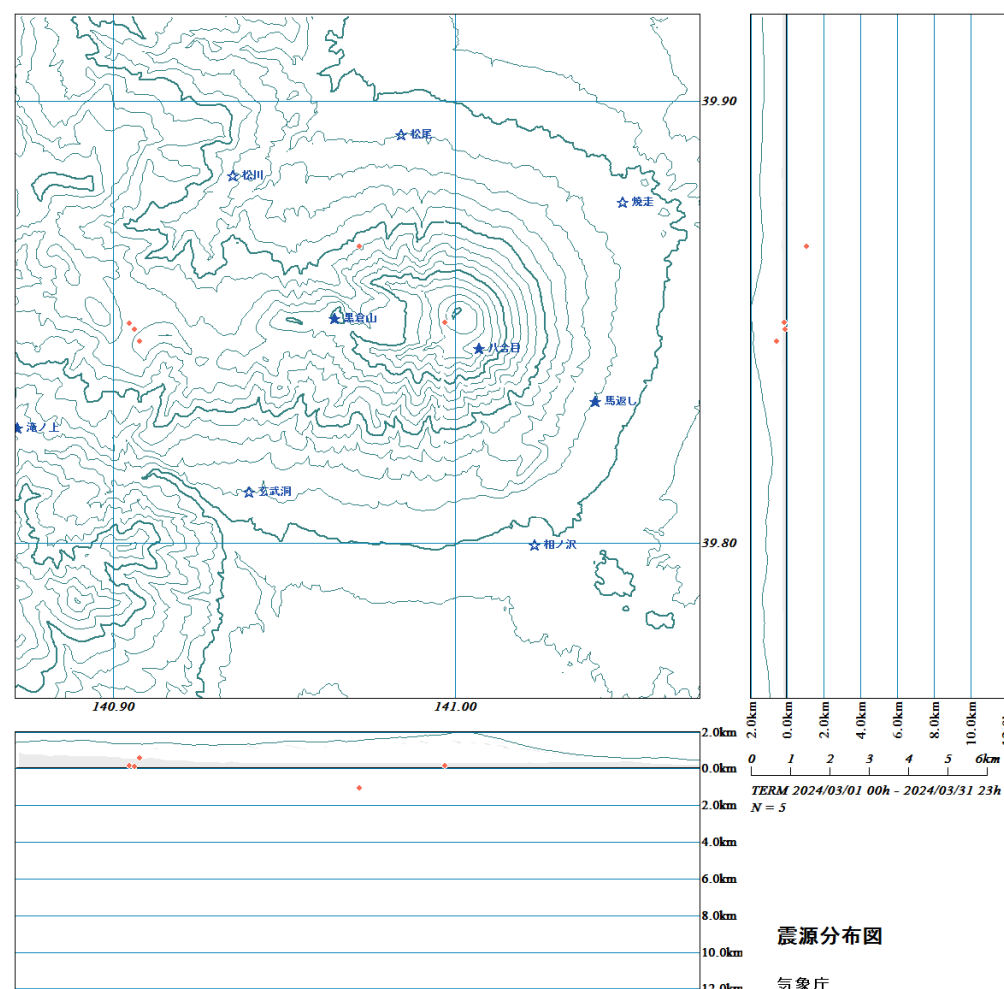 39.90
☆松尾
☆松川
☆焼走
★黒倉山
★八合目
★馬返し
★滝ノ上
☆玄武洞
39.80
☆相ノ沢
140.90
141.00
2.0km
0.0km
2.0km
4.0km
6.0km
8.0km
2.0km
0.0km
2.0km
4.0km
6.0km
8.0km
10.0km
0 1 2 3 4 5 6km
TERM 2024/03/01 00h - 2024/03/31 23h
N = 5
10.0km
12.0km
震源分布図
気象庁